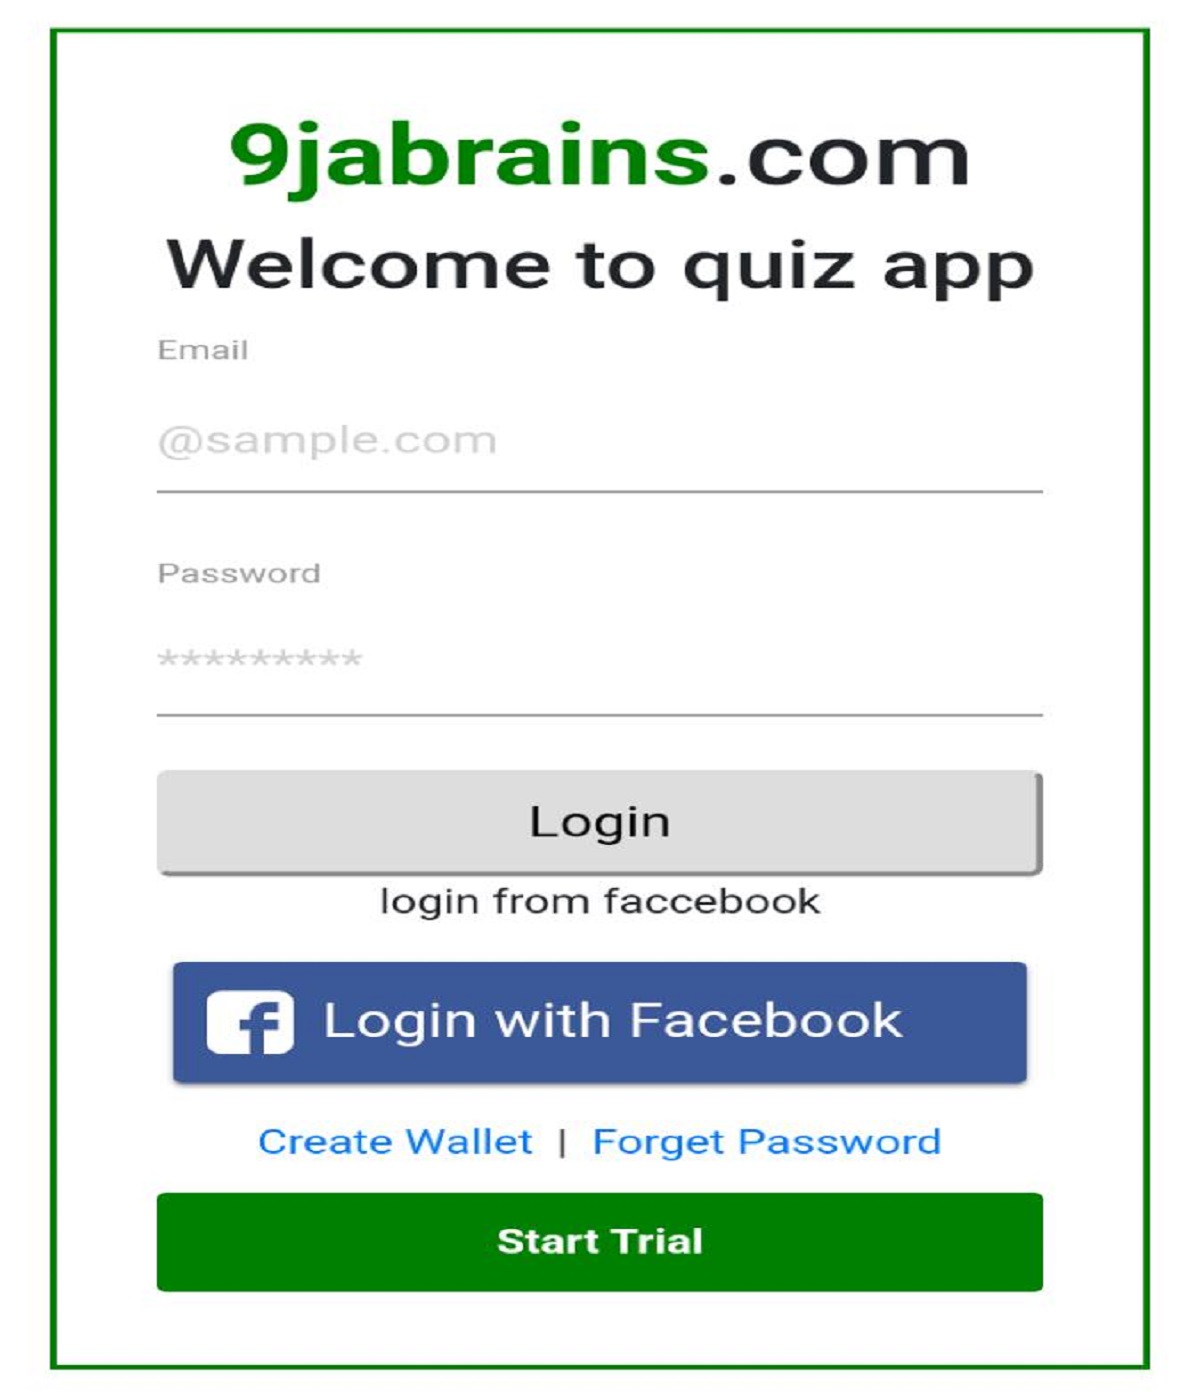 9jabrains.com
Welcome to quiz app
Email
@sample.com
Password
*********
Login
login from faccebook
Login with Facebook
Create Wallet | Forget Password
Start Trial